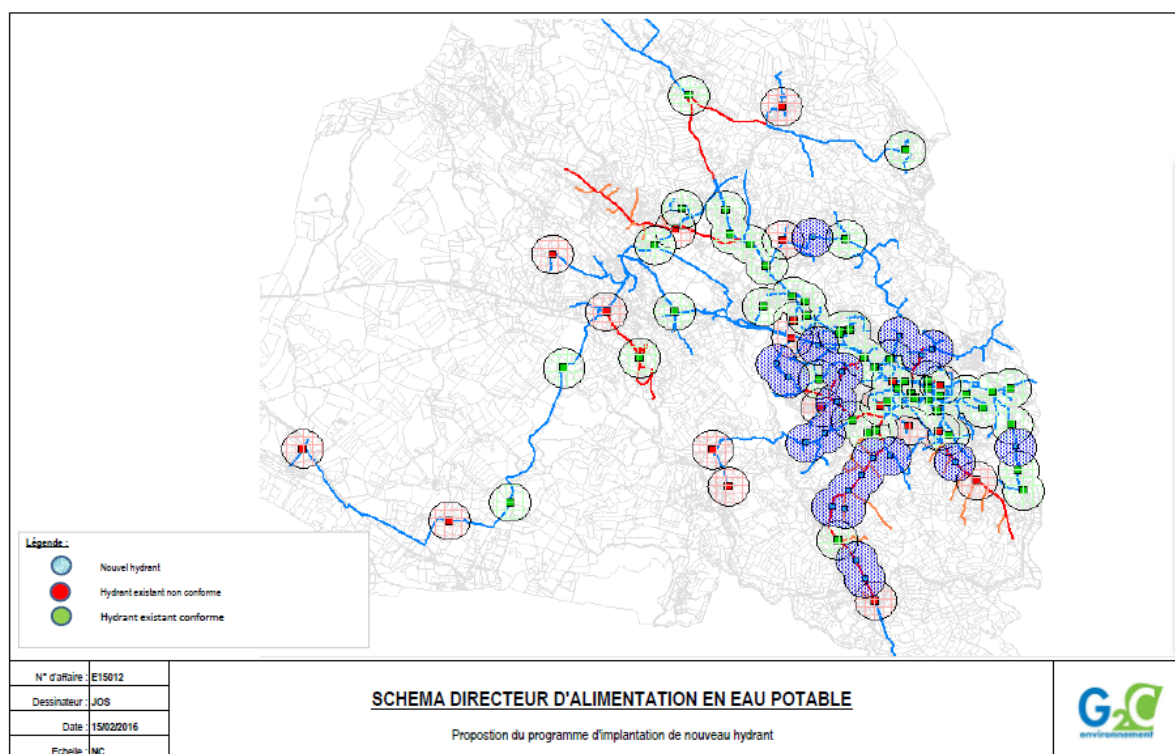 Légende :
Nouvel hydrant
Hydrant existant non conforme
Hydrant existant conforme
N° d'affaire : E15012
Dessinateur : JOS
Date : 15/02/2016
Echelle : NC
SCHEMA DIRECTEUR D'ALIMENTATION EN EAU POTABLE
Propostion du programme d'implantation de nouveau hydrant
G2C
environnement